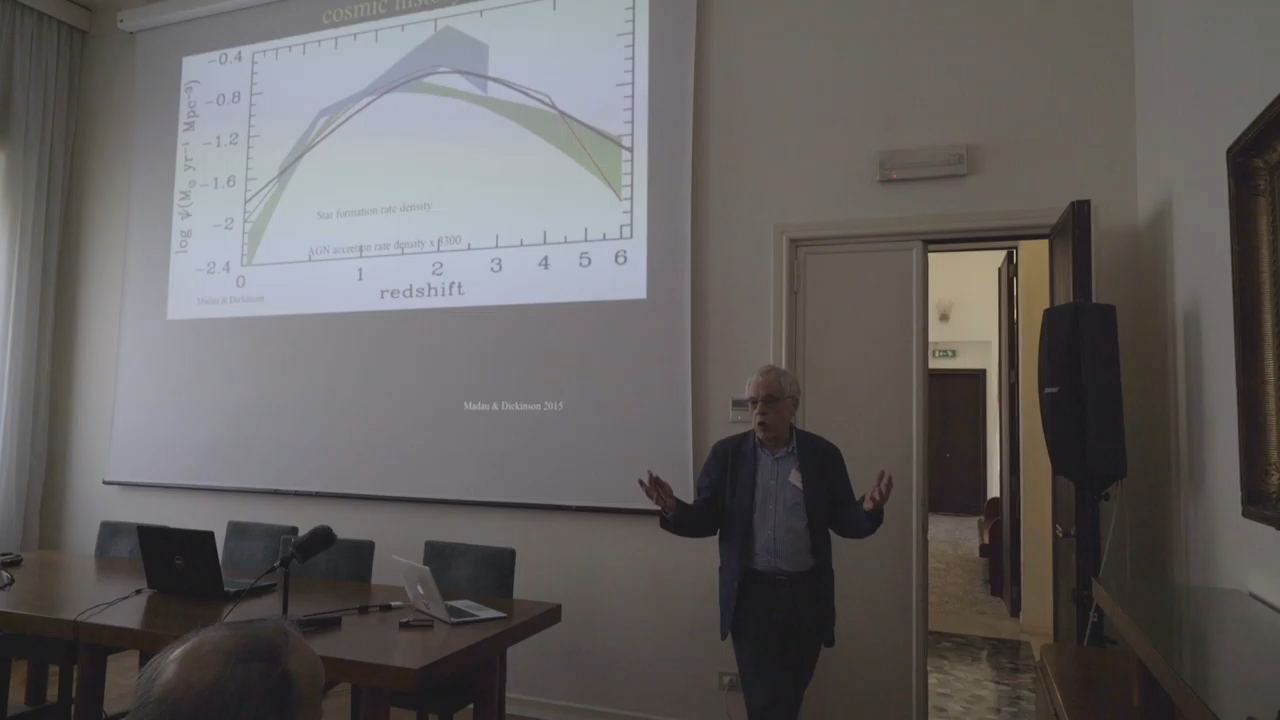 cosmic history
-0.4
-0.8
-1.2
-1.6
-2
-2.4
log ψ(M☉ yr⁻¹ Mpc⁻³)
Star formation rate density
AGN accretion rate density x 3300
0 1 2 3 4 5 6
redshift
Madau & Dickinson
Madau & Dickinson 2015